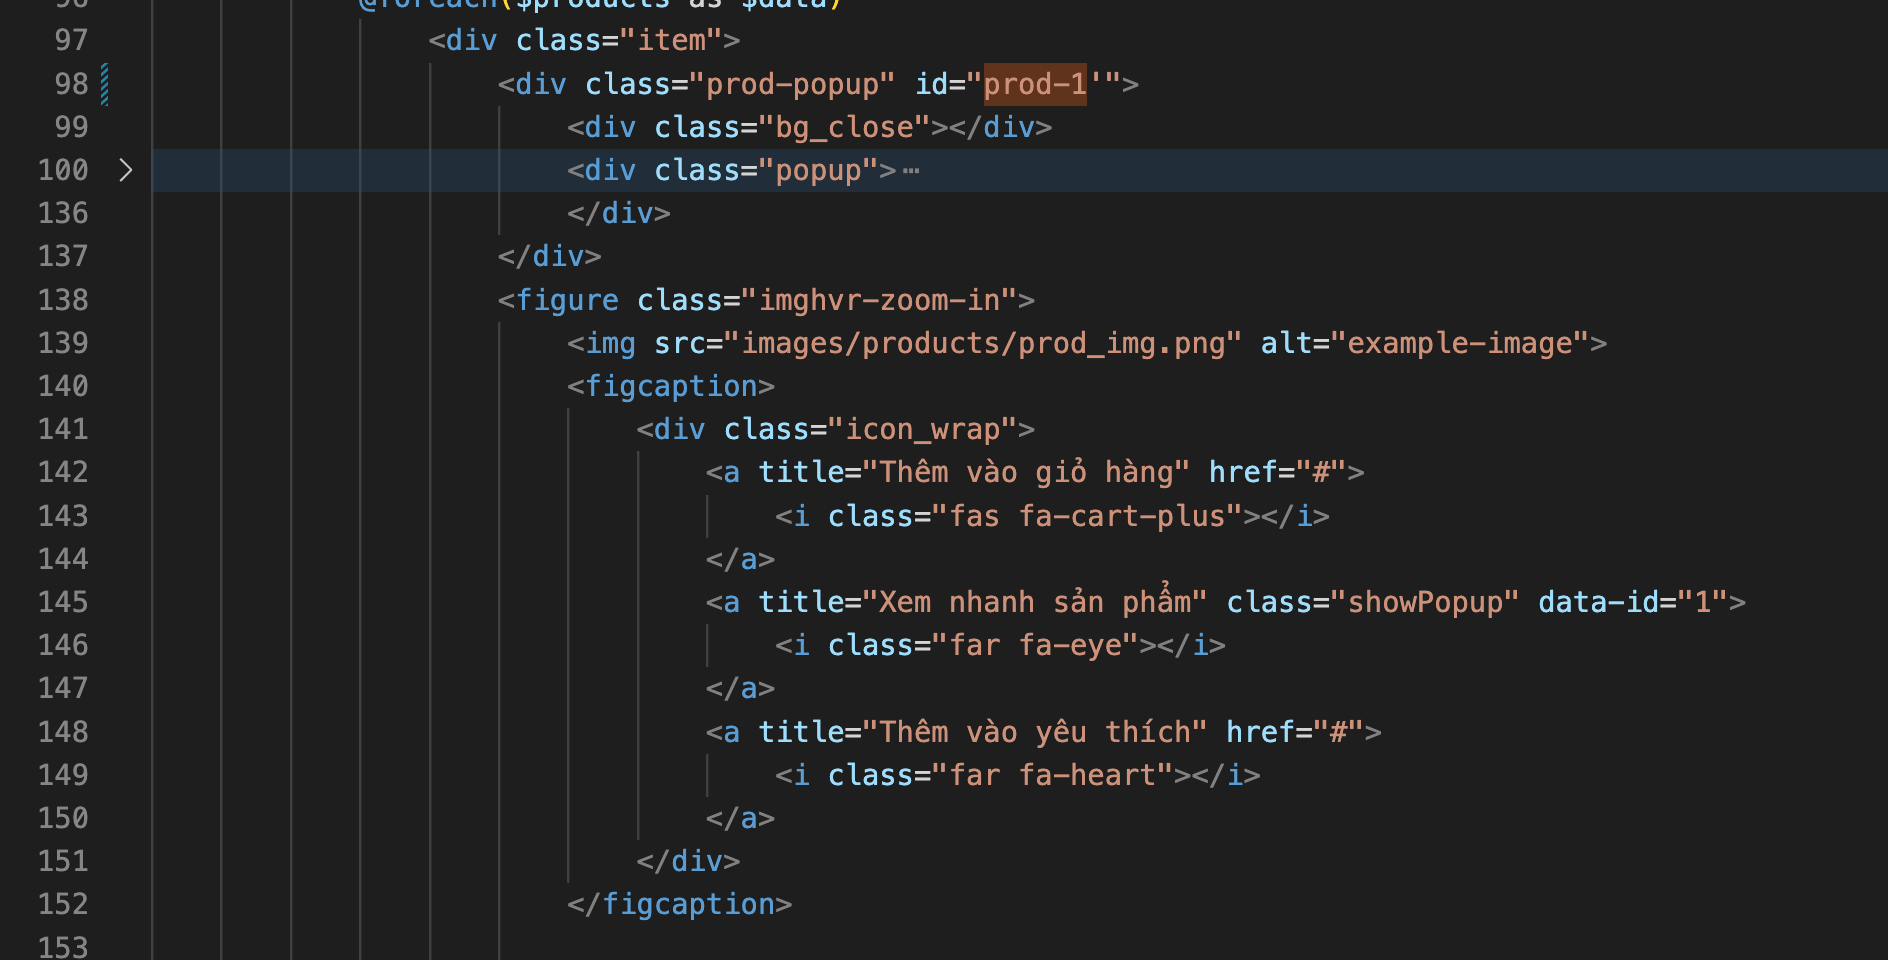 96 @foreach($products as $data)
97 <div class="item">
98 <div class="prod-popup" id="prod-1'">
99 <div class="bg_close"></div>
100 <div class="popup">⋯
136 </div>
137 </div>
138 <figure class="imghvr-zoom-in">
139 <img src="images/products/prod_img.png" alt="example-image">
140 <figcaption>
141 <div class="icon_wrap">
142 <a title="Thêm vào giỏ hàng" href="#">
143 <i class="fas fa-cart-plus"></i>
144 </a>
145 <a title="Xem nhanh sản phẩm" class="showPopup" data-id="1">
146 <i class="far fa-eye"></i>
147 </a>
148 <a title="Thêm vào yêu thích" href="#">
149 <i class="far fa-heart"></i>
150 </a>
151 </div>
152 </figcaption>
153